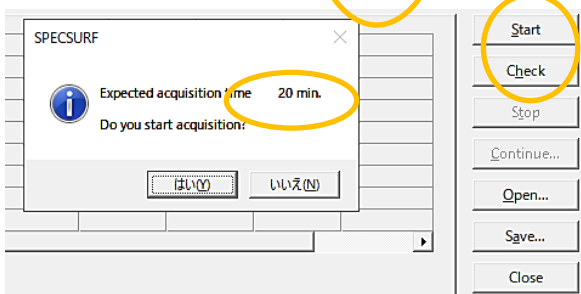 SPECSURF
Expected acquisition time 20 min.
Do you start acquisition?
はい(Y)
いいえ(N)
Start
Check
Stop
Continue...
Open...
Save...
Close